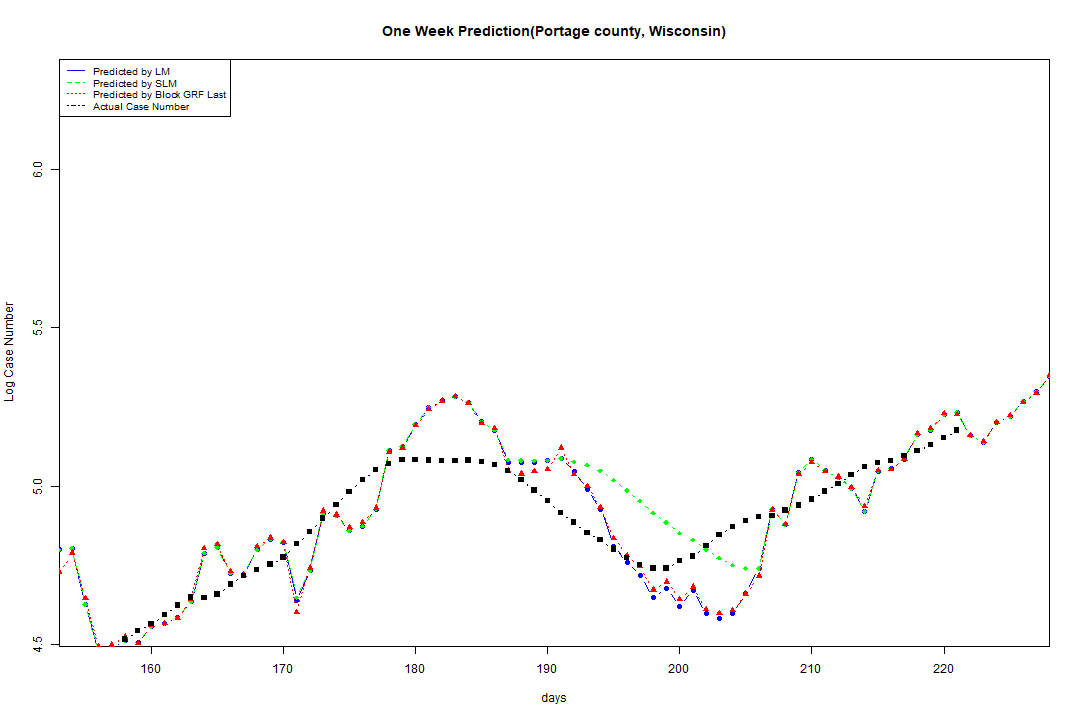 One Week Prediction(Portage county, Wisconsin)
Predicted by LM
Predicted by SLM
Predicted by Block GRF Last
Actual Case Number
Log Case Number
6.0
5.5
5.0
4.5
160 170 180 190 200 210 220
days